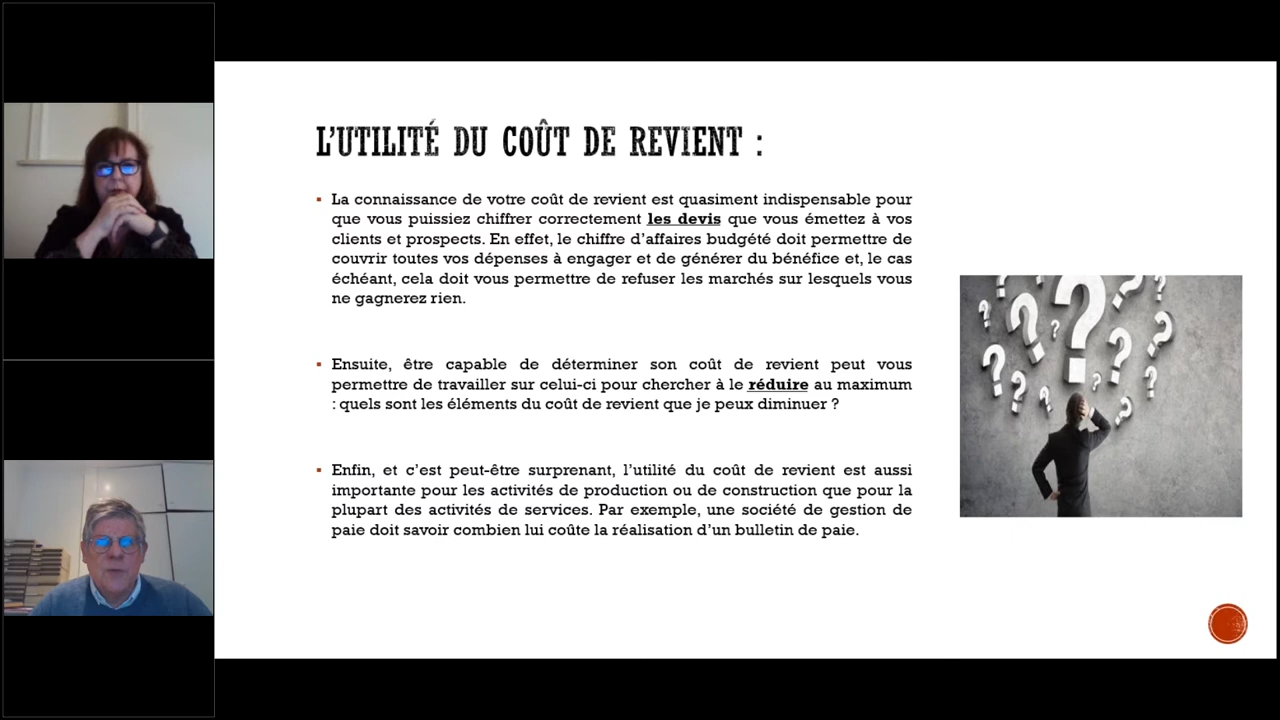 L'UTILITÉ DU COÛT DE REVIENT :
▪ La connaissance de votre coût de revient est quasiment indispensable pour
que vous puissiez chiffrer correctement les devis que vous émettez à vos
clients et prospects. En effet, le chiffre d'affaires budgété doit permettre de
couvrir toutes vos dépenses à engager et de générer du bénéfice et, le cas
échéant, cela doit vous permettre de refuser les marchés sur lesquels vous
ne gagnerez rien.
▪ Ensuite, être capable de déterminer son coût de revient peut vous
permettre de travailler sur celui-ci pour chercher à le réduire au maximum
: quels sont les éléments du coût de revient que je peux diminuer ?
▪ Enfin, et c'est peut-être surprenant, l'utilité du coût de revient est aussi
importante pour les activités de production ou de construction que pour la
plupart des activités de services. Par exemple, une société de gestion de
paie doit savoir combien lui coûte la réalisation d'un bulletin de paie.